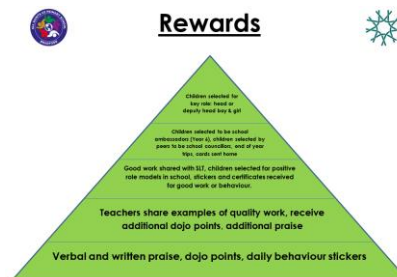 Rewards
Children selected for
key role: head or
deputy head boy & girl
Children selected to be school
ambassadors (Year 6), children selected by
peers to be school councillors, end of year
trips, cards sent home
Good work shared with SLT, children selected for positive
role models in school, stickers and certificates received
for good work or behaviour.
Teachers share examples of quality work, receive
additional dojo points, additional praise
Verbal and written praise, dojo points, daily behaviour stickers